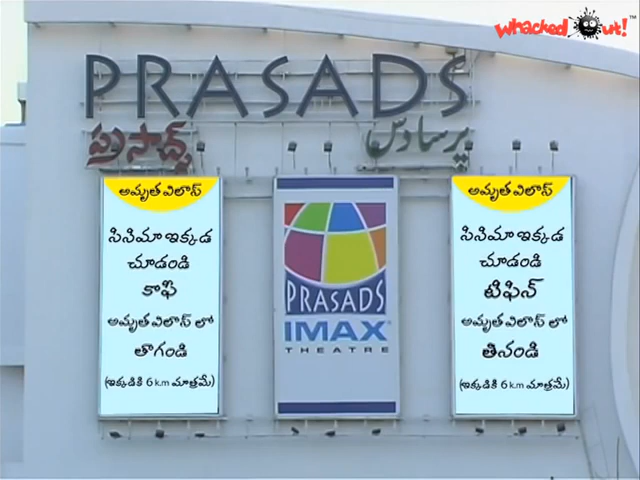 whacked out!™
PRASADS
ప్రసాద్స్
پرسادس
అమృత విలాస్
సినిమా ఇక్కడ
చూడండి
కాఫీ
అమృత విలాస్ లో
తాగండి
(ఇక్కడికి 6 k.m మాత్రమే)
PRASADS
IMAX
THEATRE
అమృత విలాస్
సినిమా ఇక్కడ
చూడండి
టిఫిన్
అమృత విలాస్ లో
తినండి
(ఇక్కడికి 6 k.m మాత్రమే)